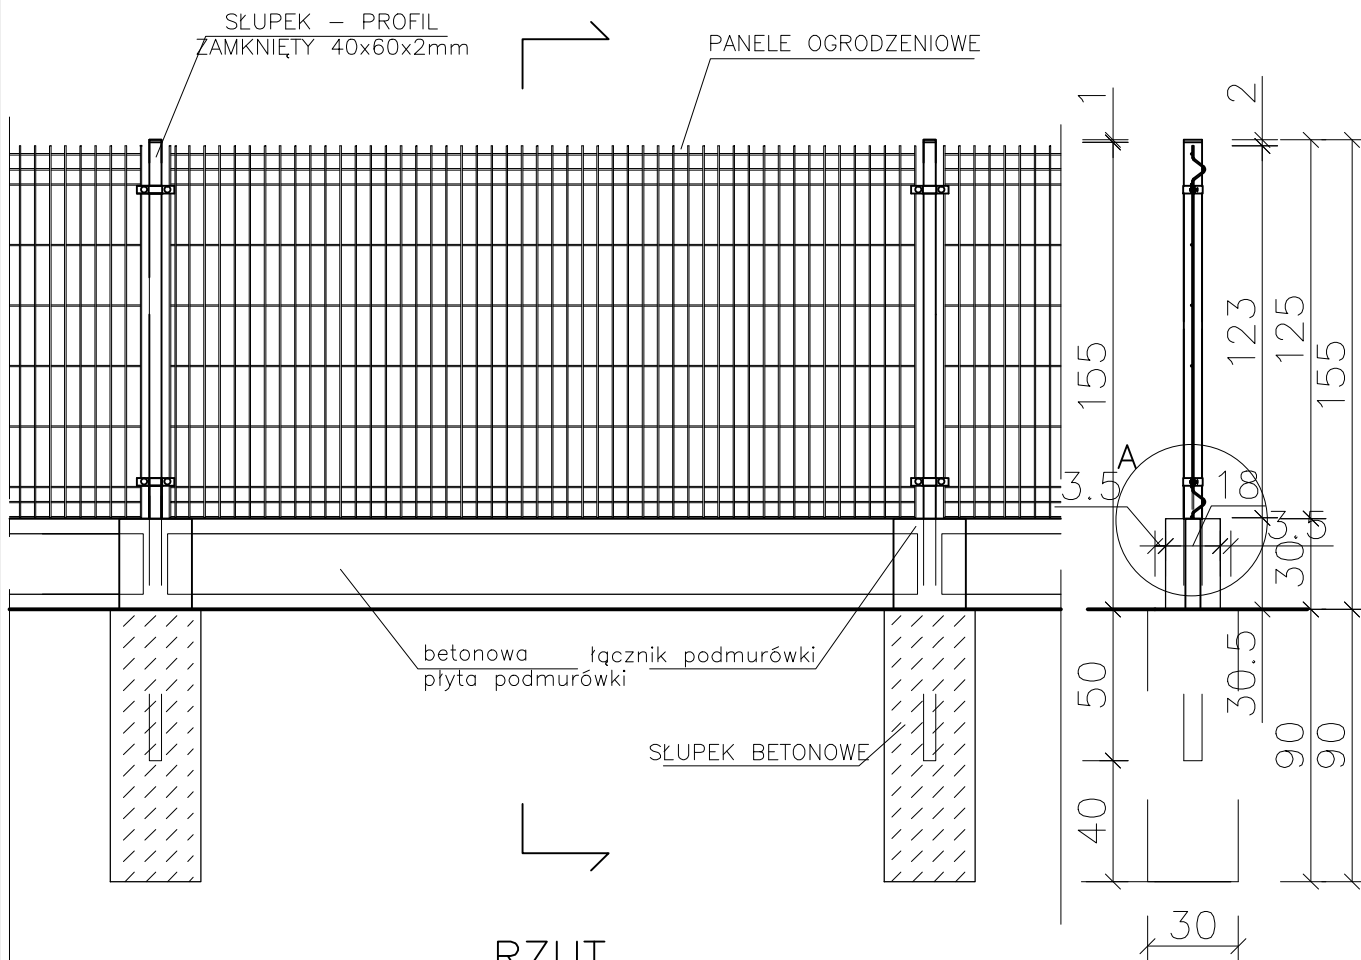 SŁUPEK – PROFIL
ZAMKNIĘTY 40x60x2mm
PANELE OGRODZENIOWE
1
2
155
123
125
155
A
3.5
18
3.5
30.5
betonowa
płyta podmurówki
łącznik podmurówki
SŁUPEK BETONOWE
50
30.5
90
90
40
30
RZUT